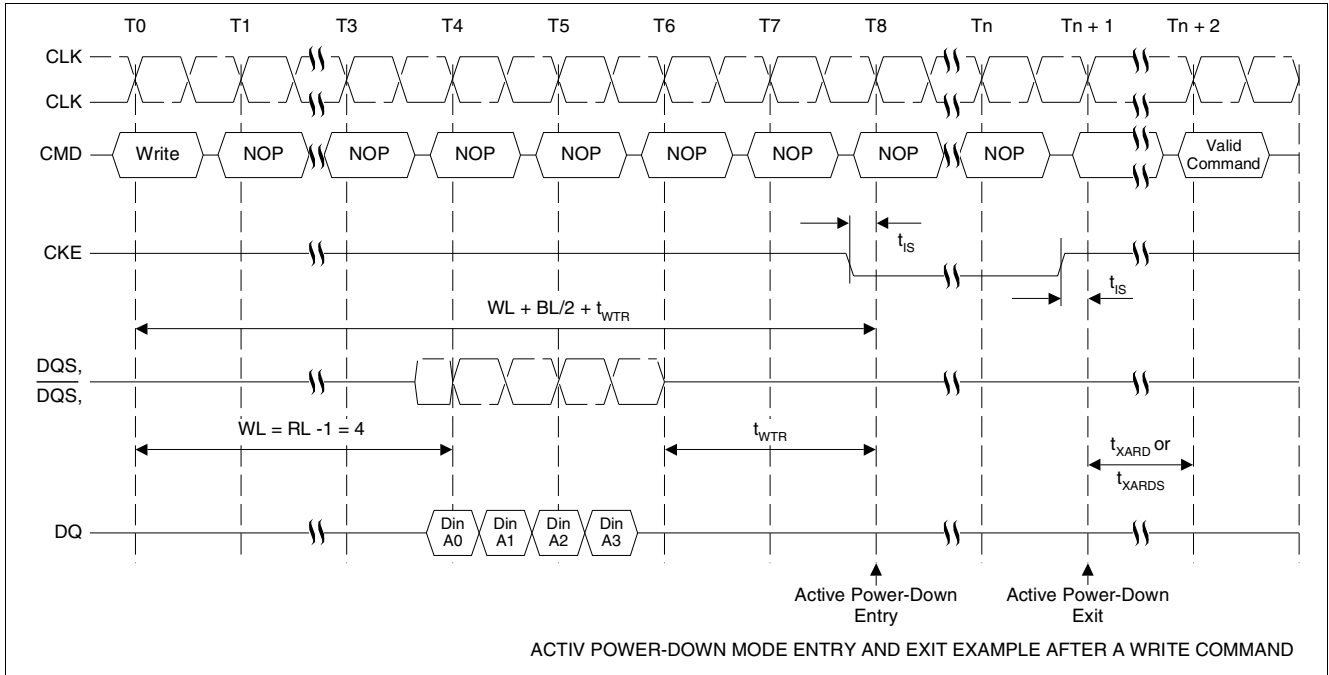 T0 T1 T3 T4 T5 T6 T7 T8 Tn Tn + 1 Tn + 2
CLK
CLK
CMD Write NOP NOP NOP NOP NOP NOP NOP NOP Valid
Command
tIS
CKE
tIS
WL + BL/2 + tWTR
DQS,
DQS,
WL = RL -1 = 4
tWTR
tXARD or
tXARDS
DQ Din
A0 Din
A1 Din
A2 Din
A3
Active Power-Down
Entry
Active Power-Down
Exit
ACTIV POWER-DOWN MODE ENTRY AND EXIT EXAMPLE AFTER A WRITE COMMAND